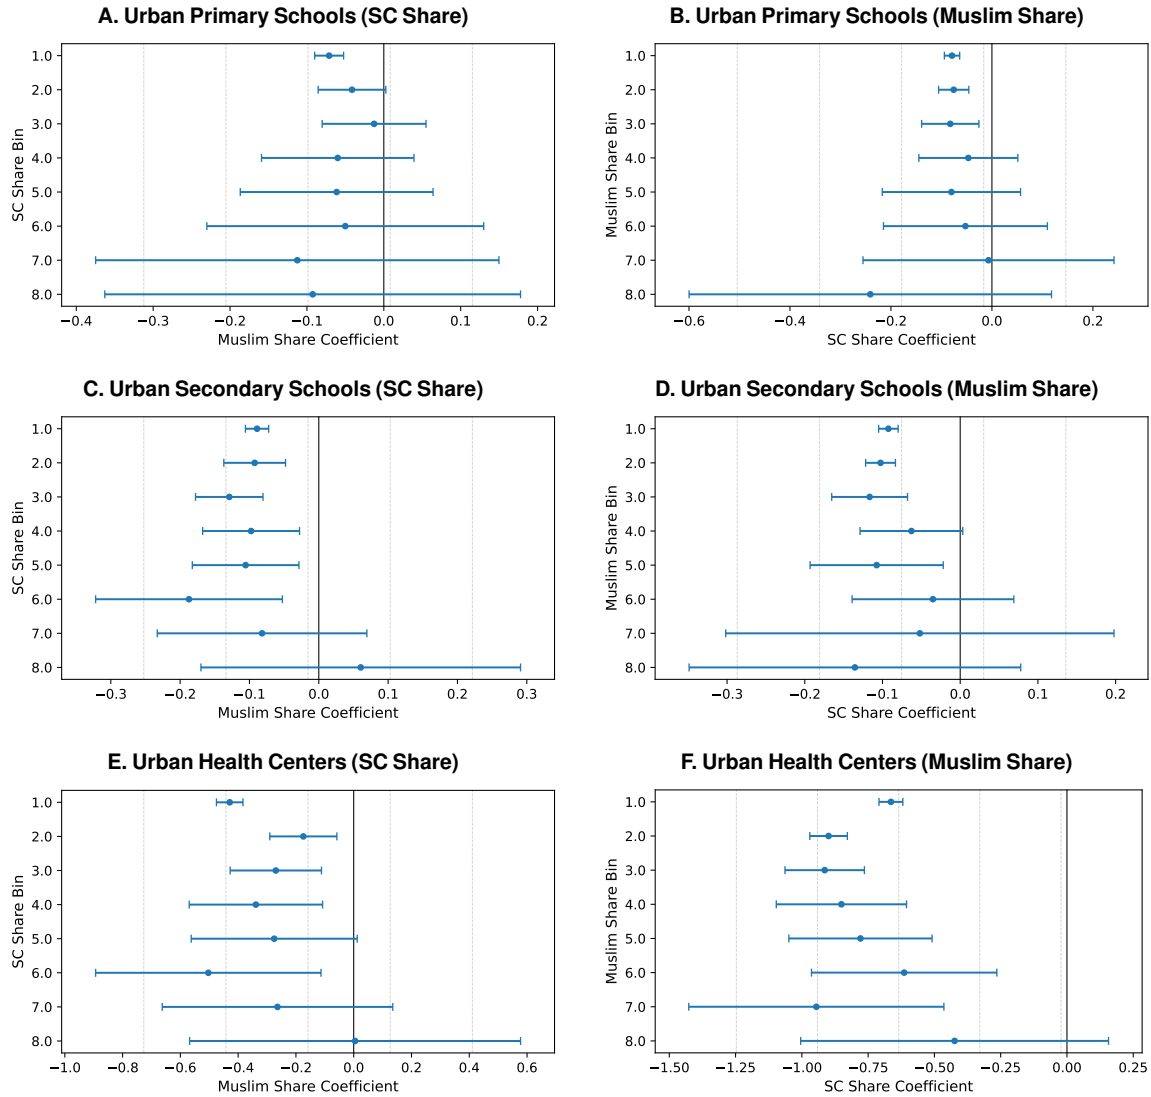 A. Urban Primary Schools (SC Share)
SC Share Bin
1.0
2.0
3.0
4.0
5.0
6.0
7.0
8.0
−0.4 −0.3 −0.2 −0.1 0.0 0.1 0.2
Muslim Share Coefficient
B. Urban Primary Schools (Muslim Share)
Muslim Share Bin
1.0
2.0
3.0
4.0
5.0
6.0
7.0
8.0
−0.6 −0.4 −0.2 0.0 0.2
SC Share Coefficient
C. Urban Secondary Schools (SC Share)
SC Share Bin
1.0
2.0
3.0
4.0
5.0
6.0
7.0
8.0
−0.3 −0.2 −0.1 0.0 0.1 0.2 0.3
Muslim Share Coefficient
D. Urban Secondary Schools (Muslim Share)
Muslim Share Bin
1.0
2.0
3.0
4.0
5.0
6.0
7.0
8.0
−0.3 −0.2 −0.1 0.0 0.1 0.2
SC Share Coefficient
E. Urban Health Centers (SC Share)
SC Share Bin
1.0
2.0
3.0
4.0
5.0
6.0
7.0
8.0
−1.0 −0.8 −0.6 −0.4 −0.2 0.0 0.2 0.4 0.6
Muslim Share Coefficient
F. Urban Health Centers (Muslim Share)
Muslim Share Bin
1.0
2.0
3.0
4.0
5.0
6.0
7.0
8.0
−1.50 −1.25 −1.00 −0.75 −0.50 −0.25 0.00 0.25
SC Share Coefficient